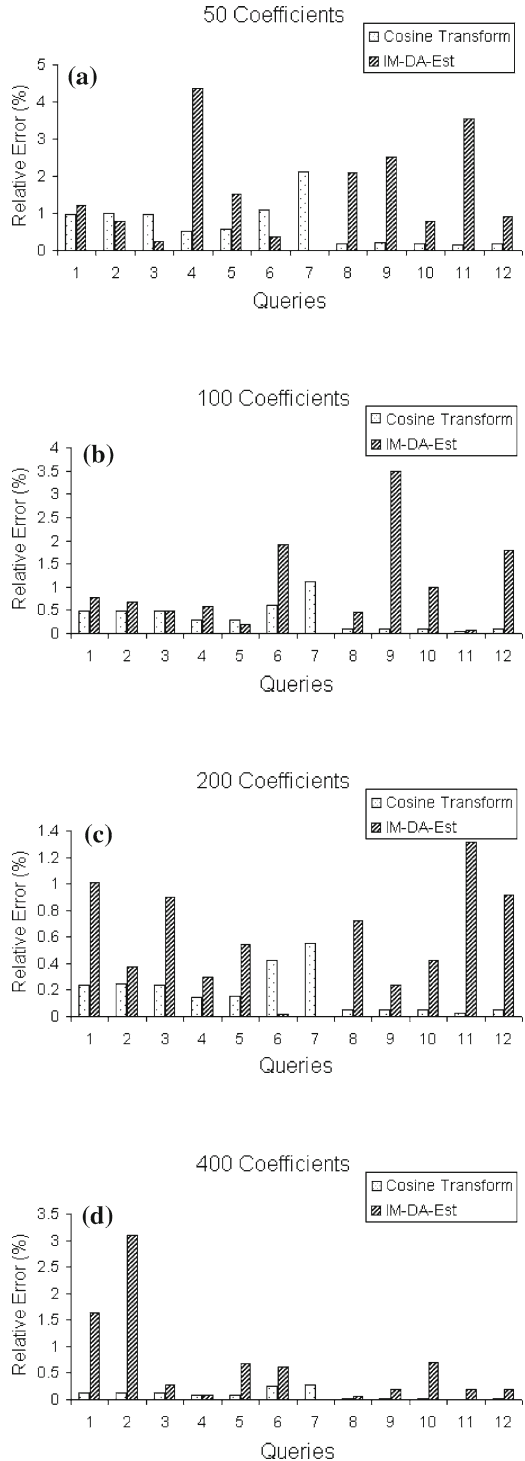 50 Coefficients
Cosine Transform
IM-DA-Est
(a)
Relative Error (%)
5
4
3
2
1
0
1 2 3 4 5 6 7 8 9 10 11 12
Queries
100 Coefficients
Cosine Transform
IM-DA-Est
(b)
Relative Error (%)
4
3.5
3
2.5
2
1.5
1
0.5
0
1 2 3 4 5 6 7 8 9 10 11 12
Queries
200 Coefficients
Cosine Transform
IM-DA-Est
(c)
Relative Error (%)
1.4
1.2
1
0.8
0.6
0.4
0.2
0
1 2 3 4 5 6 7 8 9 10 11 12
Queries
400 Coefficients
Cosine Transform
IM-DA-Est
(d)
Relative Error (%)
3.5
3
2.5
2
1.5
1
0.5
0
1 2 3 4 5 6 7 8 9 10 11 12
Queries